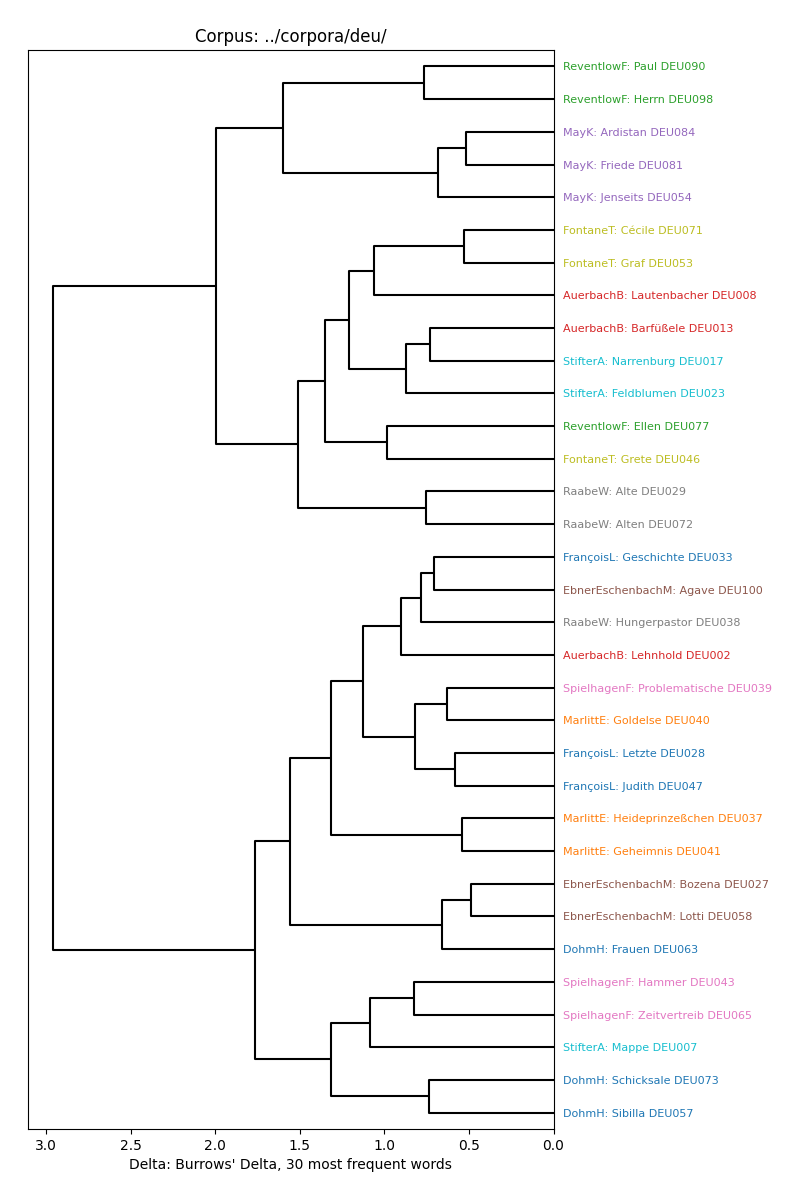 Corpus: ../corpora/deu/
ReventlowF: Paul DEU090
ReventlowF: Herrn DEU098
MayK: Ardistan DEU084
MayK: Friede DEU081
MayK: Jenseits DEU054
FontaneT: Cécile DEU071
FontaneT: Graf DEU053
AuerbachB: Lautenbacher DEU008
AuerbachB: Barfüßele DEU013
StifterA: Narrenburg DEU017
StifterA: Feldblumen DEU023
ReventlowF: Ellen DEU077
FontaneT: Grete DEU046
RaabeW: Alte DEU029
RaabeW: Alten DEU072
FrançoisL: Geschichte DEU033
EbnerEschenbachM: Agave DEU100
RaabeW: Hungerpastor DEU038
AuerbachB: Lehnhold DEU002
SpielhagenF: Problematische DEU039
MarlittE: Goldelse DEU040
FrançoisL: Letzte DEU028
FrançoisL: Judith DEU047
MarlittE: Heideprinzeßchen DEU037
MarlittE: Geheimnis DEU041
EbnerEschenbachM: Bozena DEU027
EbnerEschenbachM: Lotti DEU058
DohmH: Frauen DEU063
SpielhagenF: Hammer DEU043
SpielhagenF: Zeitvertreib DEU065
StifterA: Mappe DEU007
DohmH: Schicksale DEU073
DohmH: Sibilla DEU057
3.0 2.5 2.0 1.5 1.0 0.5 0.0
Delta: Burrows' Delta, 30 most frequent words